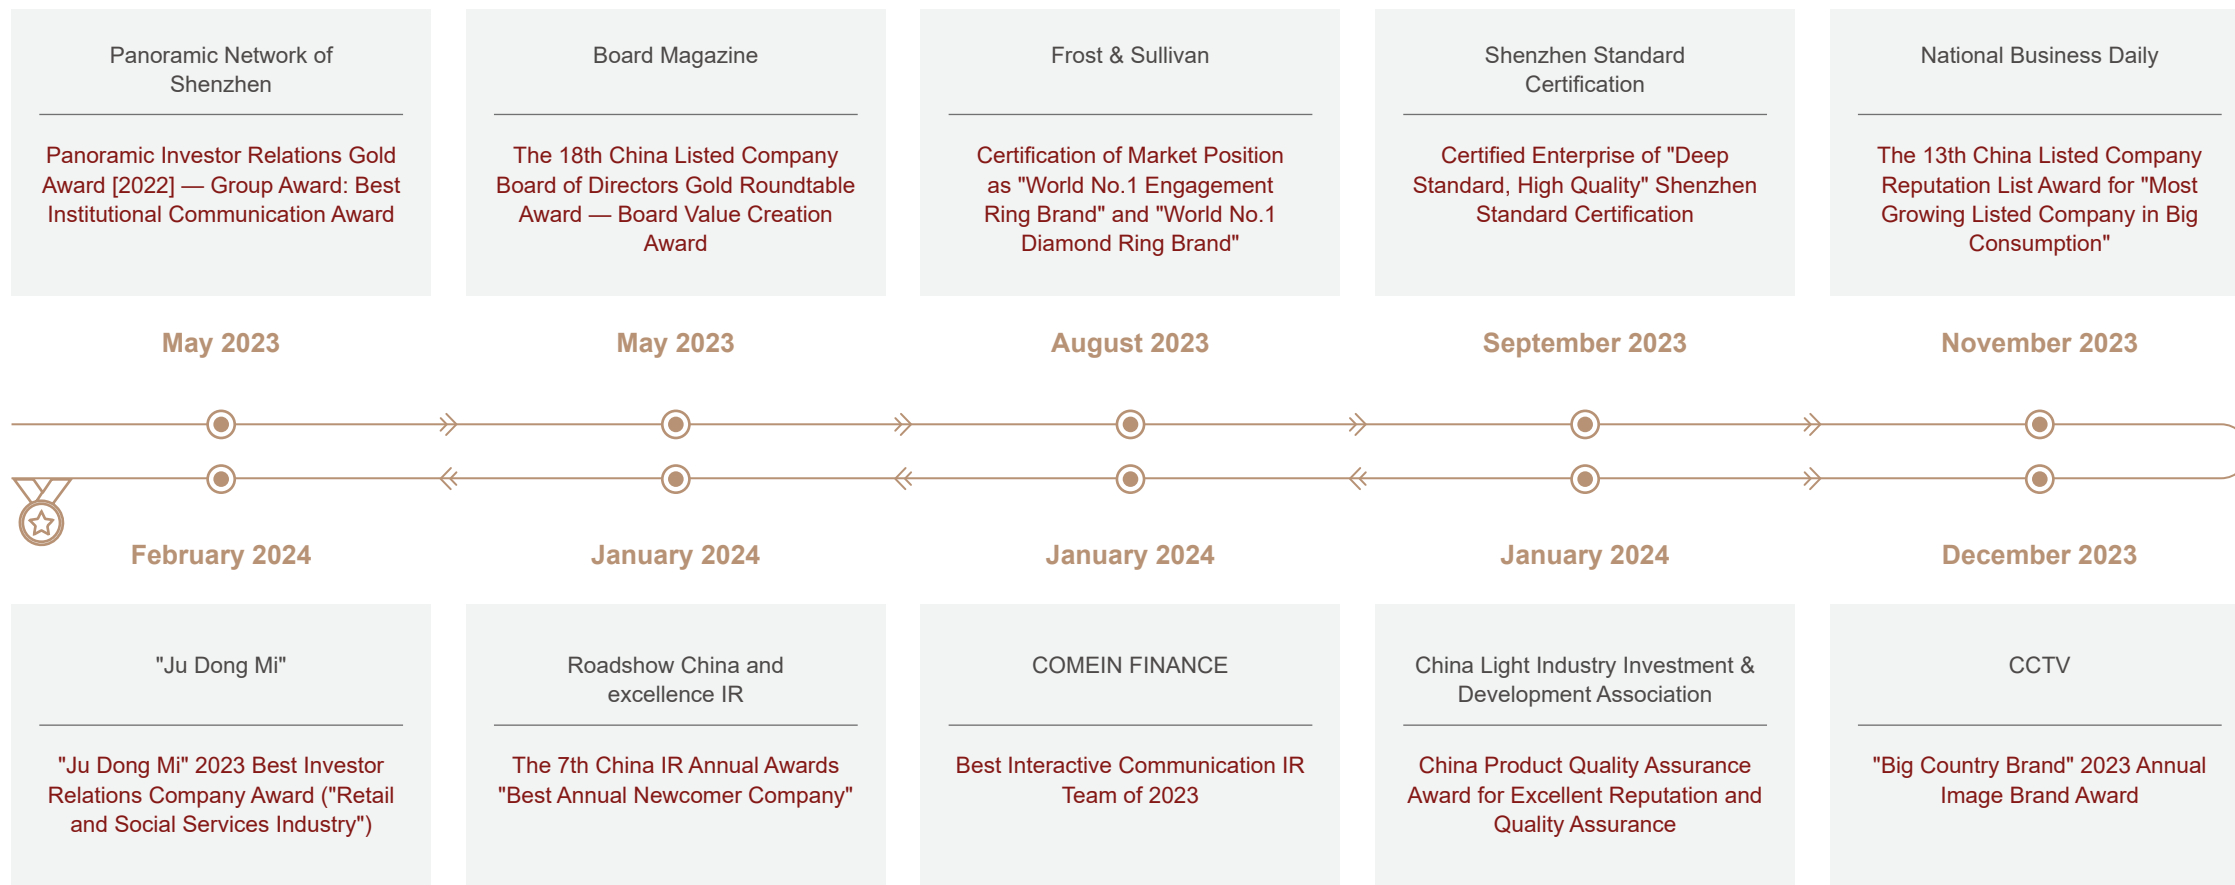 Panoramic Network of
Shenzhen
Panoramic Investor Relations Gold
Award [2022] — Group Award: Best
Institutional Communication Award
May 2023
Board Magazine
The 18th China Listed Company
Board of Directors Gold Roundtable
Award — Board Value Creation
Award
May 2023
Frost & Sullivan
Certification of Market Position
as "World No.1 Engagement
Ring Brand" and "World No.1
Diamond Ring Brand"
August 2023
Shenzhen Standard
Certification
Certified Enterprise of "Deep
Standard, High Quality" Shenzhen
Standard Certification
September 2023
National Business Daily
The 13th China Listed Company
Reputation List Award for "Most
Growing Listed Company in Big
Consumption"
November 2023
February 2024
"Ju Dong Mi"
"Ju Dong Mi" 2023 Best Investor
Relations Company Award ("Retail
and Social Services Industry")
January 2024
Roadshow China and
excellence IR
The 7th China IR Annual Awards
"Best Annual Newcomer Company"
January 2024
COMEIN FINANCE
Best Interactive Communication IR
Team of 2023
January 2024
China Light Industry Investment &
Development Association
China Product Quality Assurance
Award for Excellent Reputation and
Quality Assurance
December 2023
CCTV
"Big Country Brand" 2023 Annual
Image Brand Award